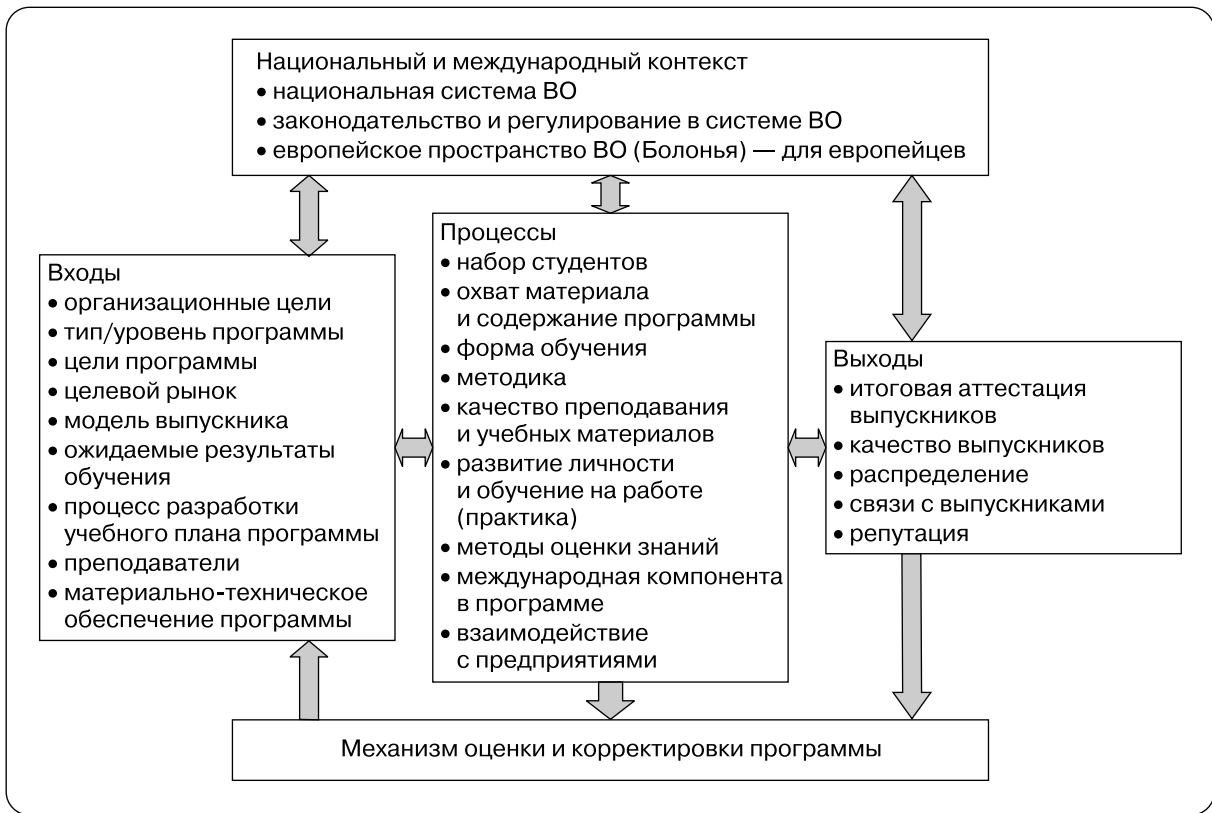 Национальный и международный контекст
• национальная система ВО
• законодательство и регулирование в системе ВО
• европейское пространство ВО (Болонья) — для европейцев
Входы
• организационные цели
• тип/уровень программы
• цели программы
• целевой рынок
• модель выпускника
• ожидаемые результаты
обучения
• процесс разработки
учебного плана программы
• преподаватели
• материально-техническое
обеспечение программы
Процессы
• набор студентов
• охват материала
и содержание программы
• форма обучения
• методика
• качество преподавания
и учебных материалов
• развитие личности
и обучение на работе
(практика)
• методы оценки знаний
• международная компонента
в программе
• взаимодействие
с предприятиями
Выходы
• итоговая аттестация
выпускников
• качество выпускников
• распределение
• связи с выпускниками
• репутация
Механизм оценки и корректировки программы